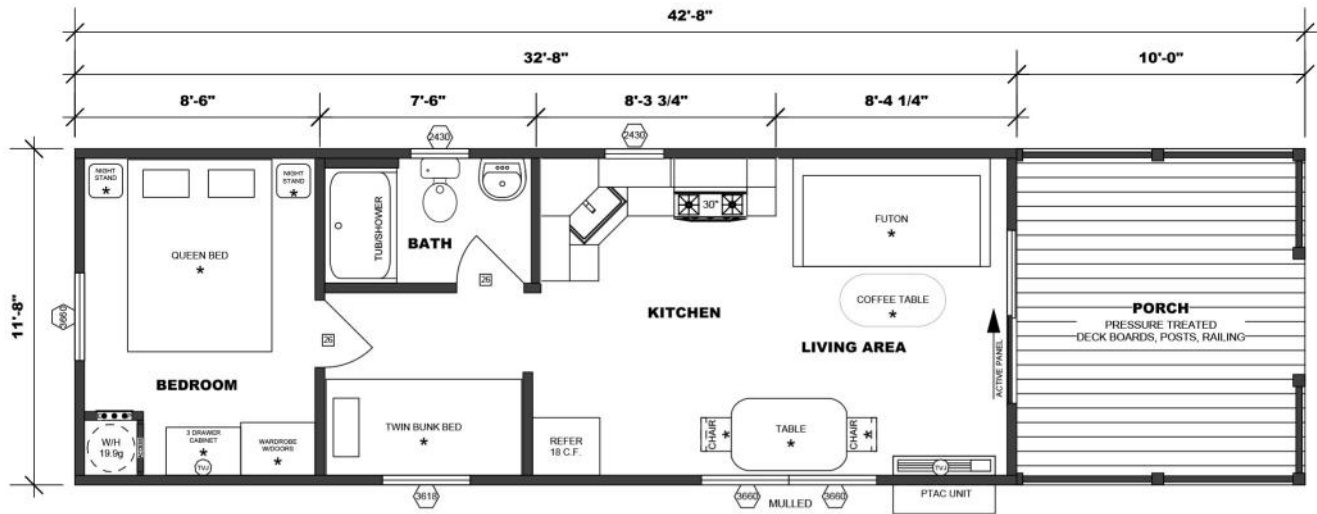 42'-8"
32'-8"
10'-0"
8'-6"
7'-6"
8'-3 3/4"
8'-4 1/4"
2430
2430
NIGHT
STAND
*
NIGHT
STAND
*
TUB/SHOWER
30"
FUTON
BATH
QUEEN BED
*
26
3660
11'-8"
COFFEE TABLE
*
KITCHEN
PORCH
PRESSURE TREATED
DECK BOARDS, POSTS, RAILING
26
LIVING AREA
ACTIVE PANEL
BEDROOM
TWIN BUNK BED
*
CHAIR
*
TABLE
*
CHAIR
*
W/H
19.9g
3 DRAWER
CABINET
*
TVJ
WARDROBE
W/DOORS
*
REFER
18 C.F.
TVJ
3618
3660
MULLED
3660
PTAC UNIT